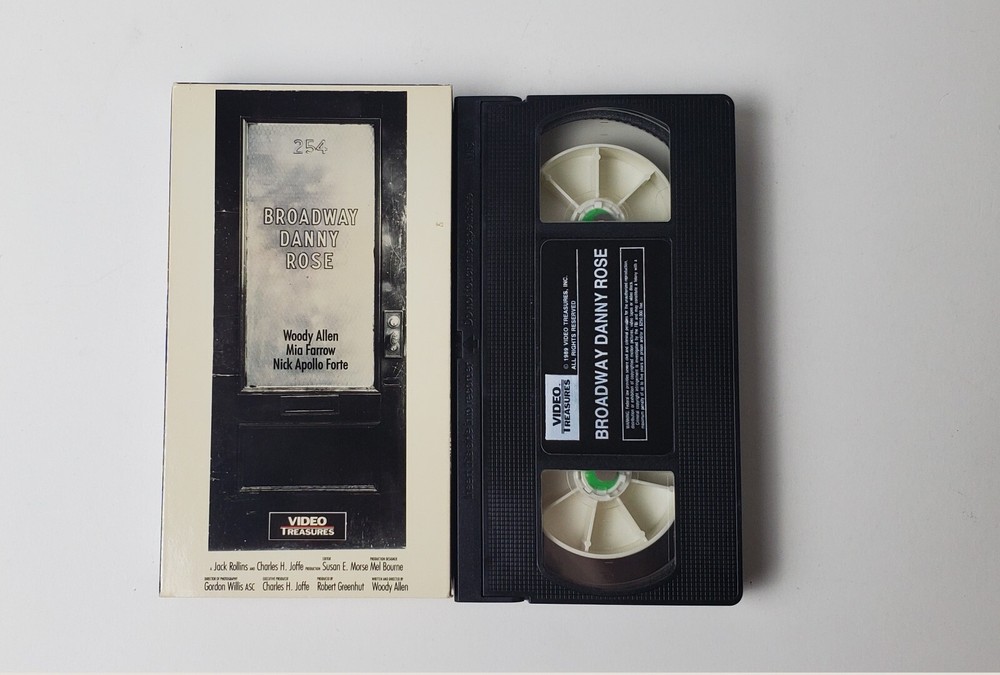 254
BROADWAY
DANNY
ROSE
Woody Allen
Mia Farrow
Nick Apollo Forte
VIDEO
TREASURES
EDITOR
PRODUCTION DESIGNER
A Jack Rollins AND Charles H. Joffe PRODUCTION Susan E. Morse Mel Bourne
DIRECTOR OF PHOTOGRAPHY
EXECUTIVE PRODUCER
PRODUCED BY
WRITTEN AND DIRECTED BY
Gordon Willis ASC Charles H. Joffe Robert Greenhut Woody Allen
VIDEO
TREASURES
© 1989 VIDEO TREASURES, INC.
ALL RIGHTS RESERVED
BROADWAY DANNY ROSE